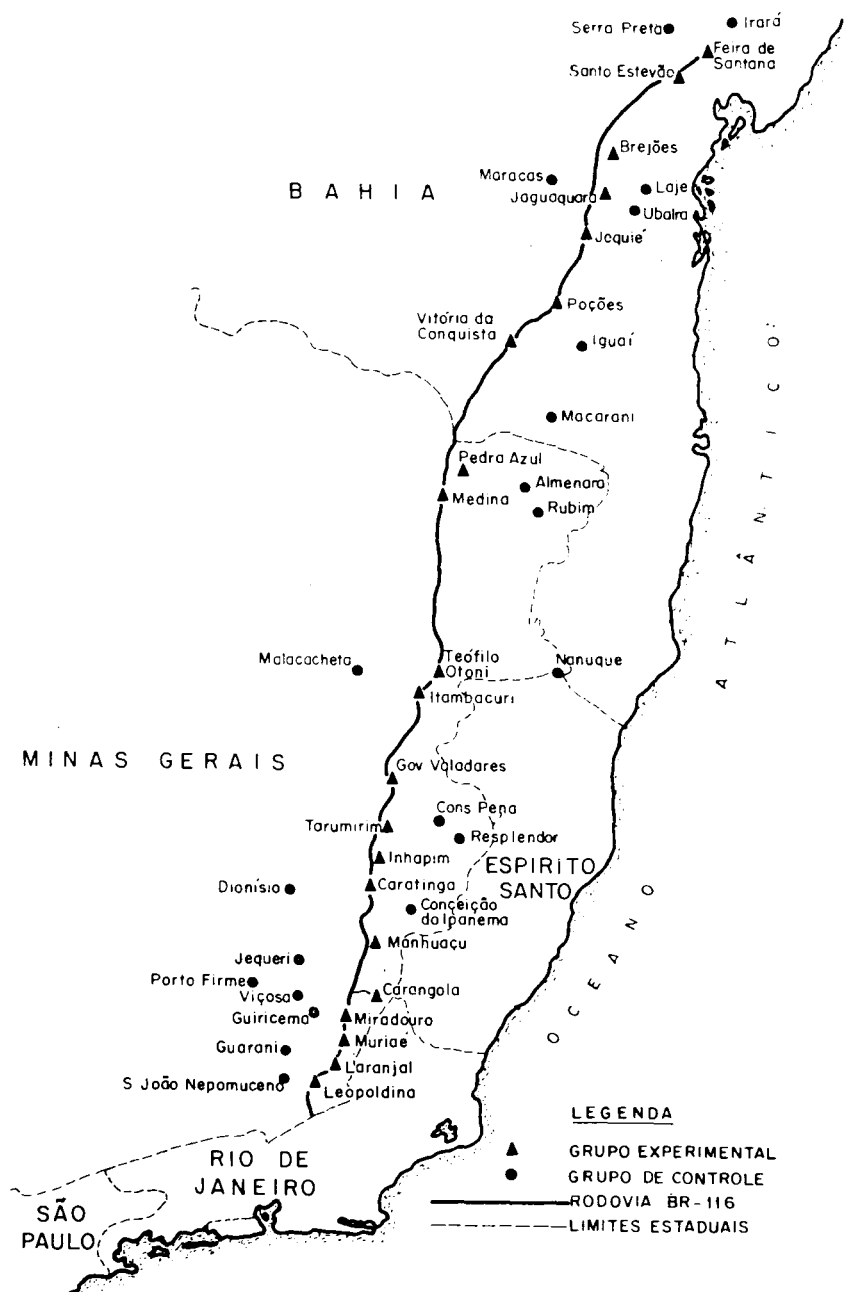 Serra Preta
Irará
Feira de
Santana
Santo Estevão
Brejões
Maracas
BAHIA
Jaguaquara
Laje
Ubaíra
Jequié
Poções
Vitória da
Conquista
Iguaí
Macarani
Pedra Azul
Almenara
Medina
Rubim
ATLÂNTICO
Malacacheta
Teófilo
Otoni
Nanuque
Itambacuri
MINAS GERAIS
Gov Valadares
Cons Pena
Tarumirim
Resplendor
Inhapim
ESPIRITO
SANTO
Dionísio
Caratinga
Conçeição
do Ipanema
OCEANO
Manhuaçu
Jequeri
Porto Firme
Carangola
Viçosa
Guiricema
Miradouro
Muriae
Guarani
Laranjal
S João Nepomuceno
Leopoldina
LEGENDA
GRUPO EXPERIMENTAL
GRUPO DE CONTROLE
RODOVIA BR-116
LIMITES ESTADUAIS
RIO DE
JANEIRO
SÃO
PAULO